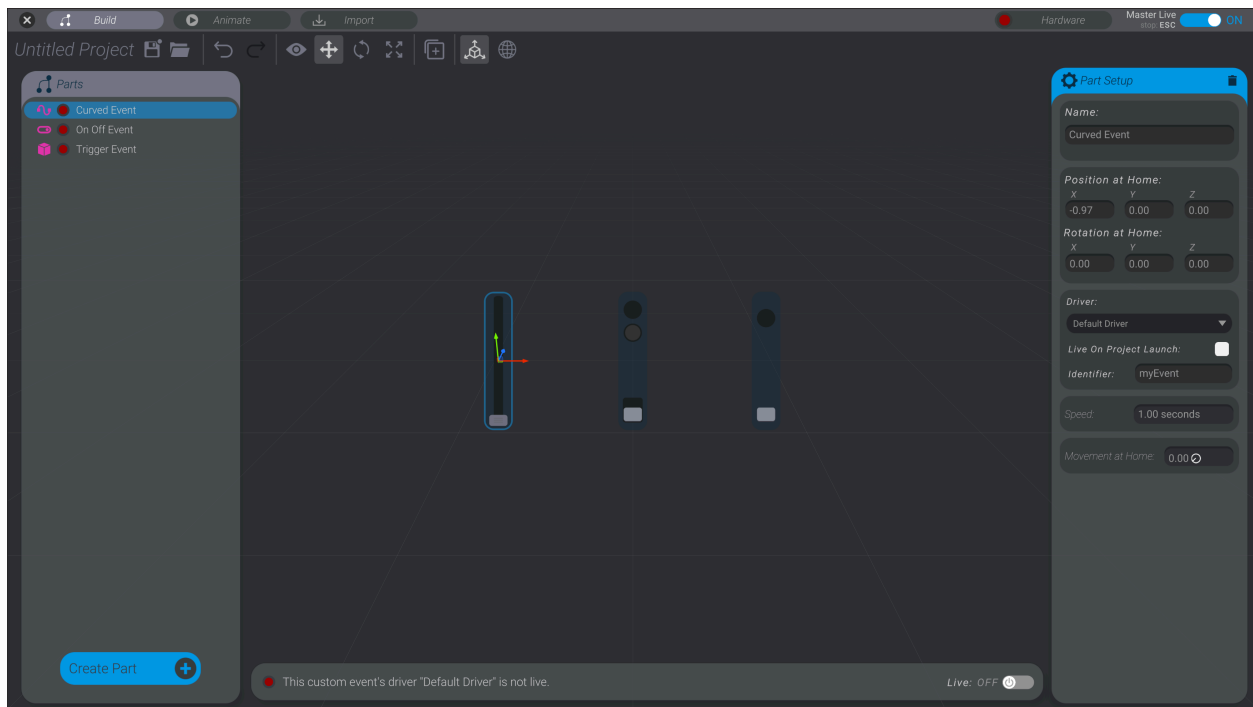 Build Animate Import Hardware Master Live ON
stop: ESC
Untitled Project
Parts
Curved Event
On Off Event
Trigger Event
Create Part
Part Setup
Name:
Curved Event
Position at Home:
X Y Z
-0.97 0.00 0.00
Rotation at Home:
X Y Z
0.00 0.00 0.00
Driver:
Default Driver
Live On Project Launch:
Identifier: myEvent
Speed: 1.00 seconds
Movement at Home: 0.00
This custom event's driver "Default Driver" is not live. Live: OFF